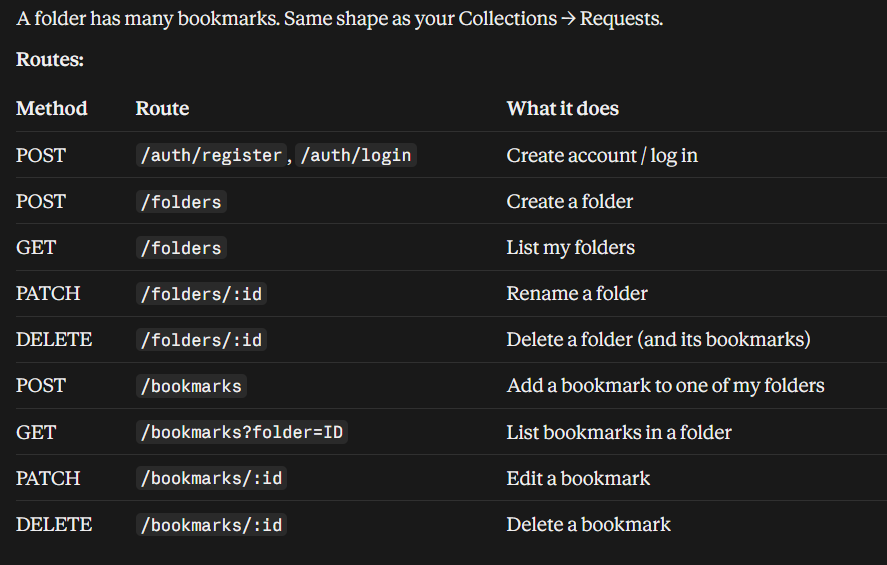 A folder has many bookmarks. Same shape as your Collections → Requests.
Routes:
Method Route What it does
POST /auth/register, /auth/login Create account / log in
POST /folders Create a folder
GET /folders List my folders
PATCH /folders/:id Rename a folder
DELETE /folders/:id Delete a folder (and its bookmarks)
POST /bookmarks Add a bookmark to one of my folders
GET /bookmarks?folder=ID List bookmarks in a folder
PATCH /bookmarks/:id Edit a bookmark
DELETE /bookmarks/:id Delete a bookmark